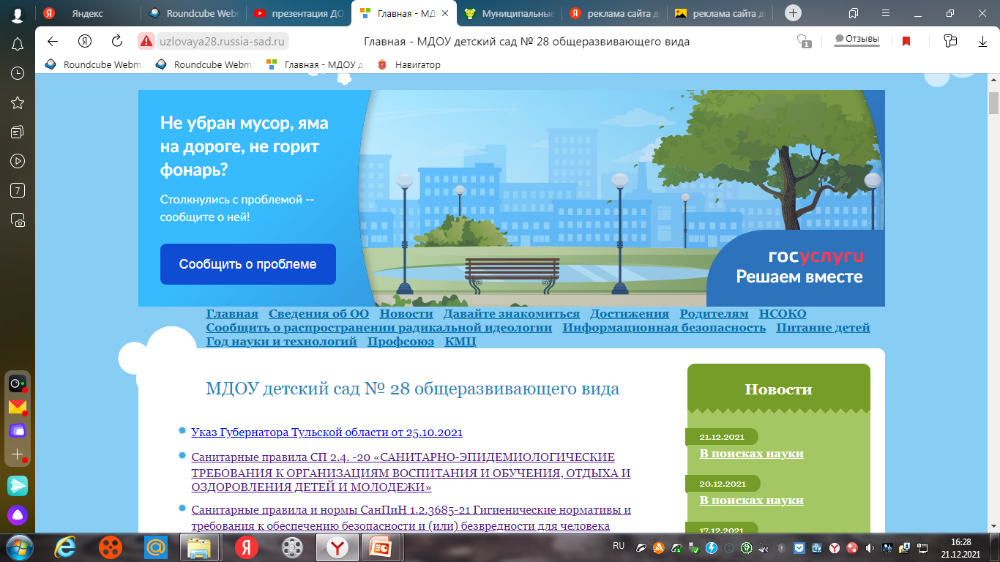 Яндекс
Roundcube Webm
презентация ДО
Главная - МДО
Муниципальные
реклама сайта д
реклама сайта д
uzlovaya28.russia-sad.ru
Главная - МДОУ детский сад № 28 общеразвивающего вида
1
Отзывы
Roundcube Webma
Roundcube Webma
Главная - МДОУ д
Навигатор
7
Не убран мусор, яма
на дороге, не горит
фонарь?
Столкнулись с проблемой --
сообщите о ней!
Сообщить о проблеме
госуслуги
Решаем вместе
Главная Сведения об ОО Новости Давайте знакомиться Достижения Родителям НСОКО
Сообщить о распространении радикальной идеологии Информационная безопасность Питание детей
Год науки и технологий Профсоюз КМЦ
МДОУ детский сад № 28 общеразвивающего вида
Указ Губернатора Тульской области от 25.10.2021
Санитарные правила СП 2.4. -20 «САНИТАРНО-ЭПИДЕМИОЛОГИЧЕСКИЕ
ТРЕБОВАНИЯ К ОРГАНИЗАЦИЯМ ВОСПИТАНИЯ И ОБУЧЕНИЯ, ОТДЫХА И
ОЗДОРОВЛЕНИЯ ДЕТЕЙ И МОЛОДЕЖИ»
Санитарные правила и нормы СанПиН 1.2.3685-21 Гигиенические нормативы и
требования к обеспечению безопасности и (или) безвредности для человека
Новости
21.12.2021
В поисках науки
20.12.2021
В поисках науки
17.12.2021
RU
16:28
21.12.2021